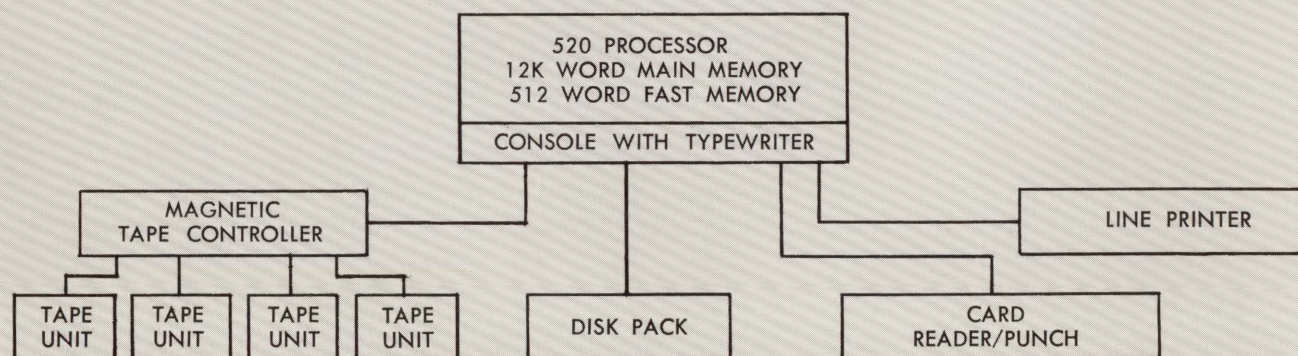 520 PROCESSOR
12K WORD MAIN MEMORY
512 WORD FAST MEMORY
CONSOLE WITH TYPEWRITER
MAGNETIC
TAPE CONTROLLER
LINE PRINTER
TAPE
UNIT
TAPE
UNIT
TAPE
UNIT
TAPE
UNIT
DISK PACK
CARD
READER/PUNCH